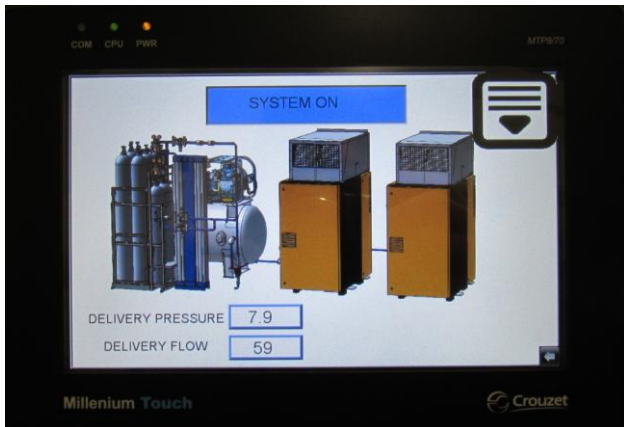 COM CPU PWR
MTP8/70
SYSTEM ON
DELIVERY PRESSURE 7.9
DELIVERY FLOW 59
Millenium Touch
Crouzet